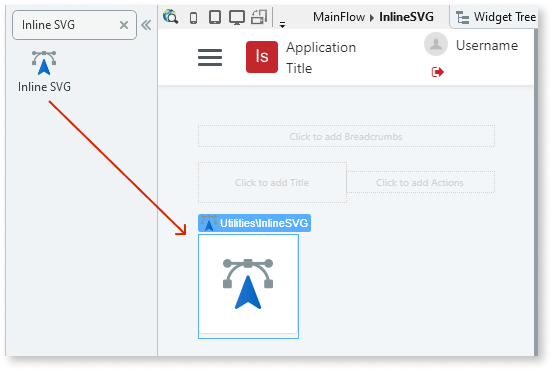 Inline SVG
Inline SVG
MainFlow InlineSVG
Widget Tree
Is
Application
Title
Username
Click to add Breadcrumbs
Click to add Title
Click to add Actions
Utilities\InlineSVG